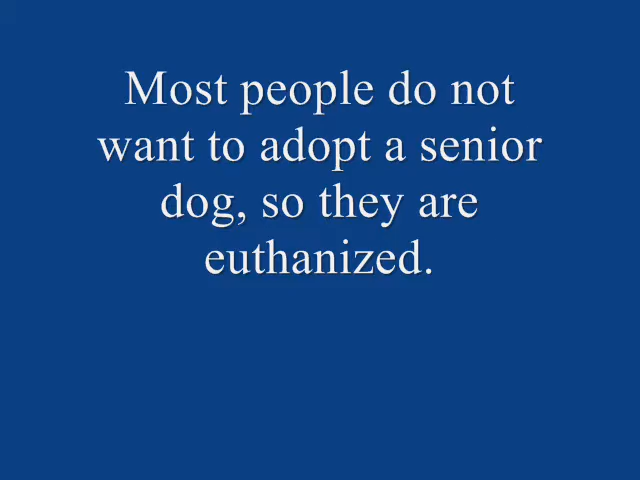 Most people do not
want to adopt a senior
dog, so they are
euthanized.